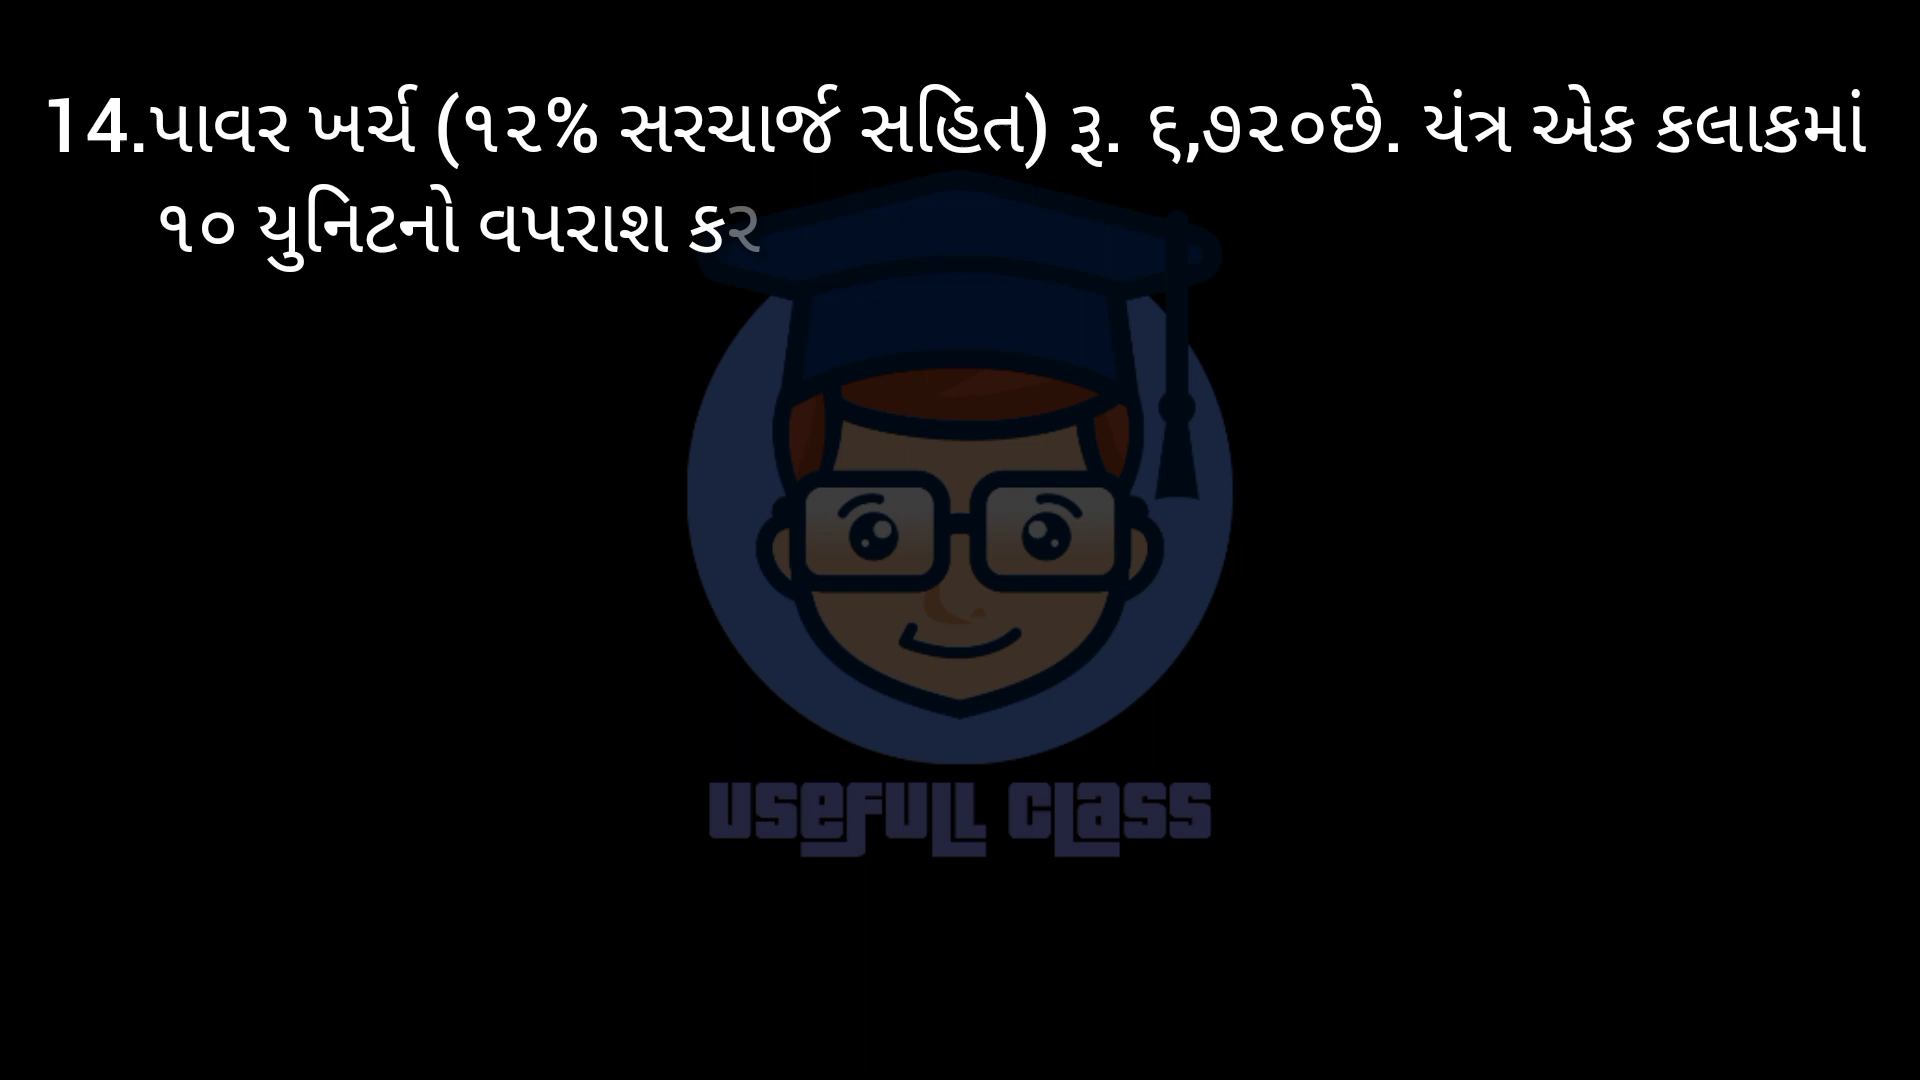 14.પાવર ખર્ચ (૧૨% સરચાર્જ સહિત) રૂ. ૬,૭૨૦છે. યંત્ર એક કલાકમાં
૧૦ યુનિટનો વપરાશ કર
USEFULL CLASS